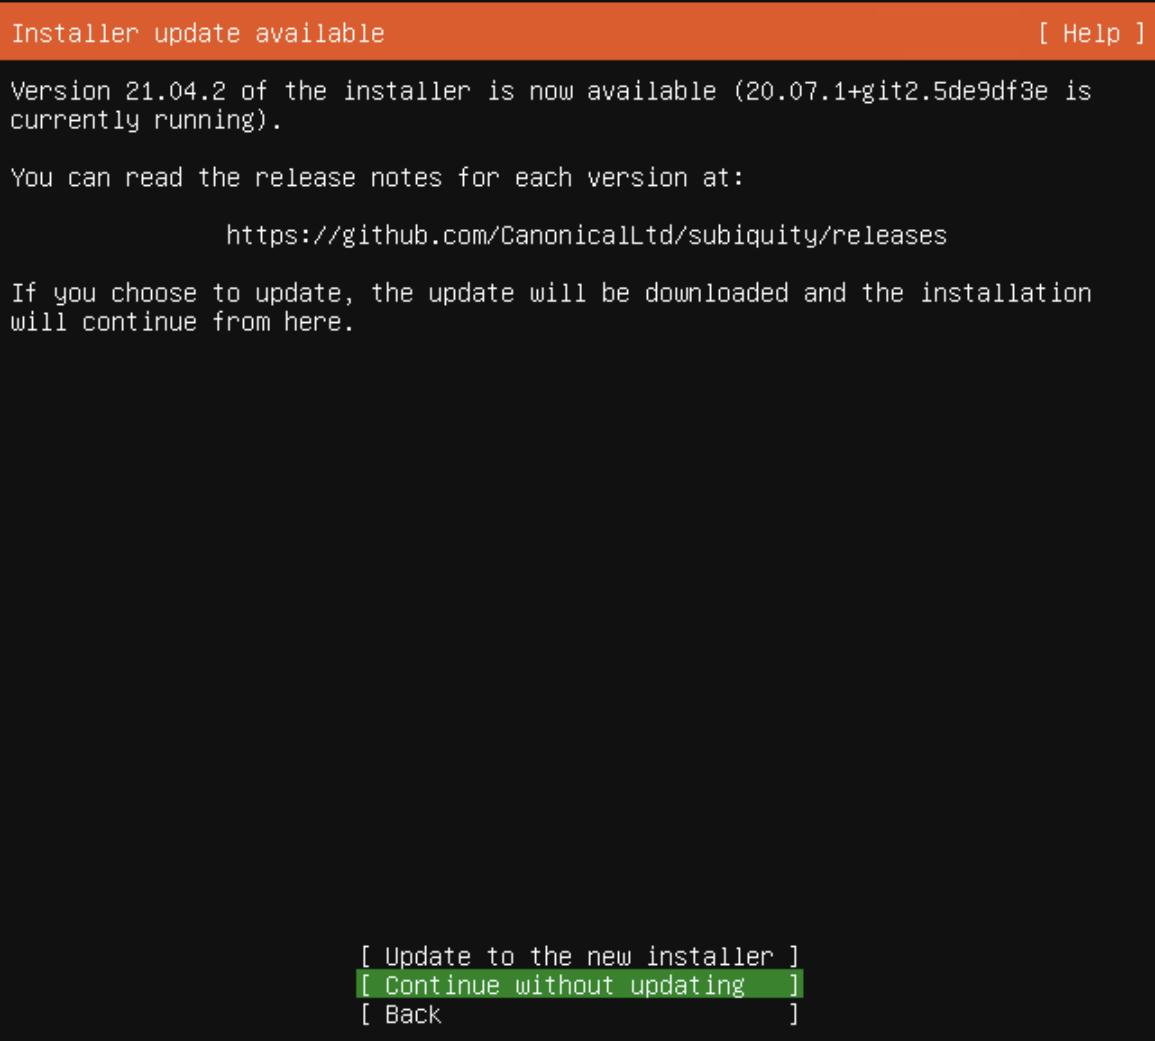 Installer update available [ Help ]
Version 21.04.2 of the installer is now available (20.07.1+git2.5de9df3e is
currently running).
You can read the release notes for each version at:
https://github.com/CanonicalLtd/subiquity/releases
If you choose to update, the update will be downloaded and the installation
will continue from here.
[ Update to the new installer ]
[ Continue without updating ]
[ Back ]